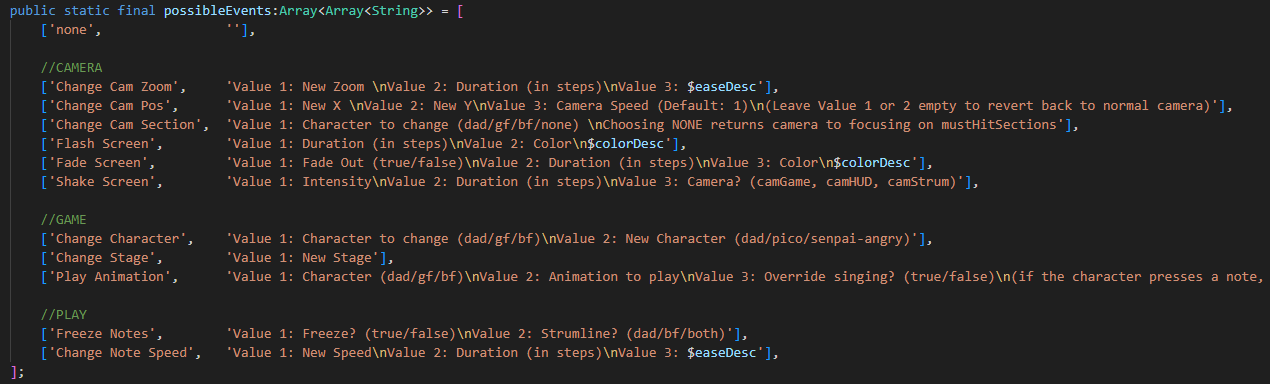 public static final possibleEvents:Array<Array<String>> = [
['none', ''],
//CAMERA
['Change Cam Zoom', 'Value 1: New Zoom \nValue 2: Duration (in steps)\nValue 3: $easeDesc'],
['Change Cam Pos', 'Value 1: New X \nValue 2: New Y\nValue 3: Camera Speed (Default: 1)\n(Leave Value 1 or 2 empty to revert back to normal camera)'],
['Change Cam Section', 'Value 1: Character to change (dad/gf/bf/none) \nChoosing NONE returns camera to focusing on mustHitSections'],
['Flash Screen', 'Value 1: Duration (in steps)\nValue 2: Color\n$colorDesc'],
['Fade Screen', 'Value 1: Fade Out (true/false)\nValue 2: Duration (in steps)\nValue 3: Color\n$colorDesc'],
['Shake Screen', 'Value 1: Intensity\nValue 2: Duration (in steps)\nValue 3: Camera? (camGame, camHUD, camStrum)'],
//GAME
['Change Character', 'Value 1: Character to change (dad/gf/bf)\nValue 2: New Character (dad/pico/senpai-angry)'],
['Change Stage', 'Value 1: New Stage'],
['Play Animation', 'Value 1: Character (dad/gf/bf)\nValue 2: Animation to play\nValue 3: Override singing? (true/false)\n(if the character presses a note,
//PLAY
['Freeze Notes', 'Value 1: Freeze? (true/false)\nValue 2: Strumline? (dad/bf/both)'],
['Change Note Speed', 'Value 1: New Speed\nValue 2: Duration (in steps)\nValue 3: $easeDesc'],
];